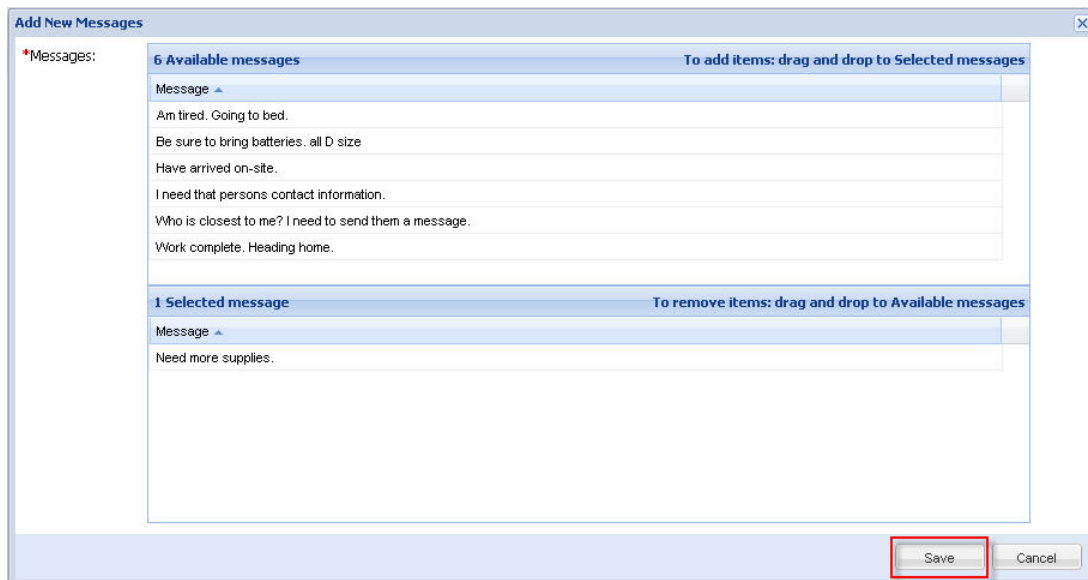 Add New Messages
*Messages:
6 Available messages To add items: drag and drop to Selected messages
Message
Am tired. Going to bed.
Be sure to bring batteries. all D size
Have arrived on-site.
I need that persons contact information.
Who is closest to me? I need to send them a message.
Work complete. Heading home.
1 Selected message To remove items: drag and drop to Available messages
Message
Need more supplies.
Save Cancel